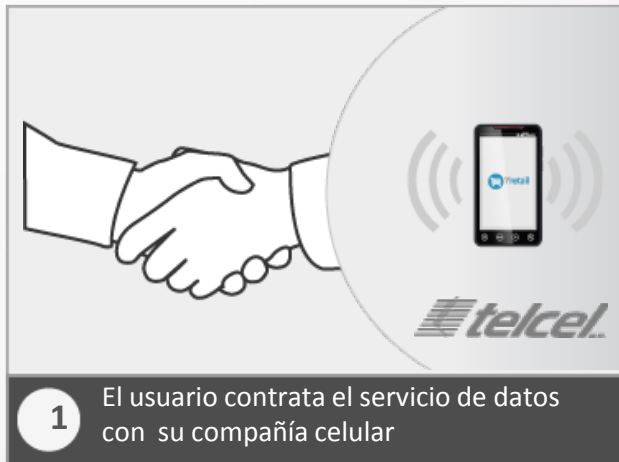 Yretail
telcel
1
El usuario contrata el servicio de datos
con su compañía celular